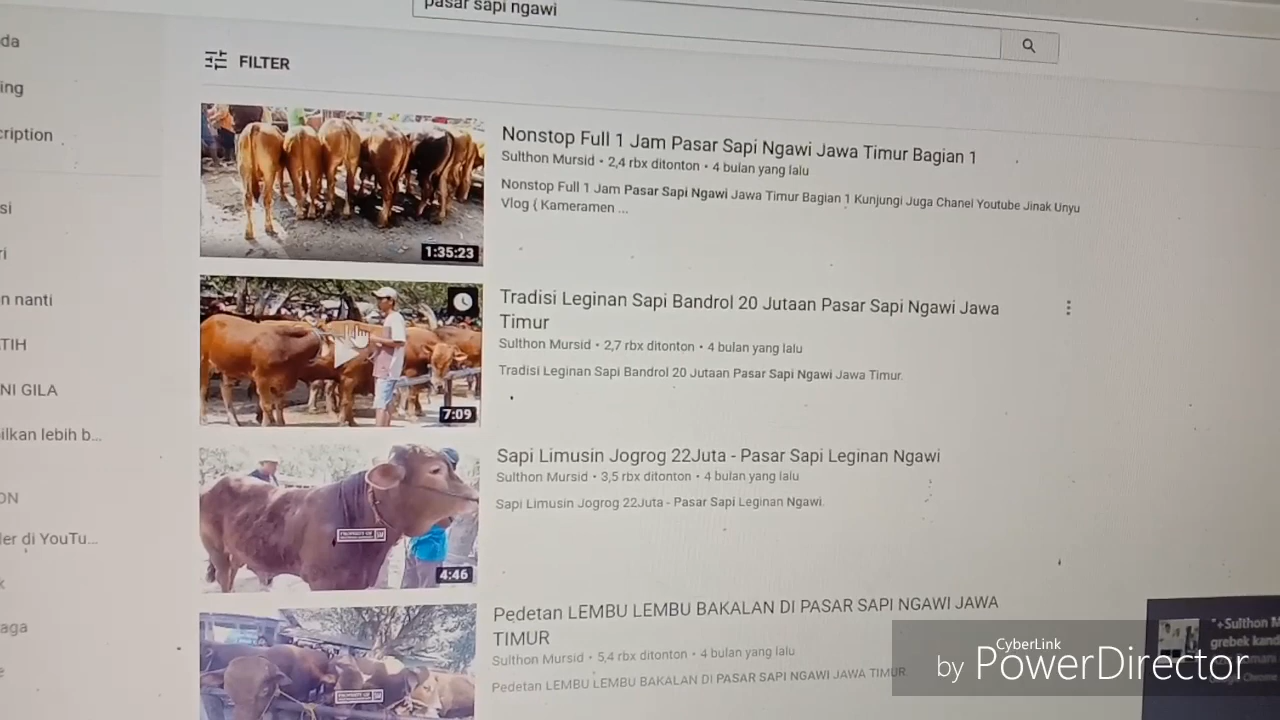 pasar sapi ngawi
da
FILTER
ing
cription
Nonstop Full 1 Jam Pasar Sapi Ngawi Jawa Timur Bagian 1
Sulthon Mursid • 2,4 rbx ditonton • 4 bulan yang lalu
Nonstop Full 1 Jam Pasar Sapi Ngawi Jawa Timur Bagian 1 Kunjungi Juga Chanel Youtube Jinak Unyu
Vlog { Kameramen ...
1:35:23
si
ri
n nanti
TIH
NI GILA
ilkan lebih b...
Tradisi Leginan Sapi Bandrol 20 Jutaan Pasar Sapi Ngawi Jawa
Timur
Sulthon Mursid • 2,7 rbx ditonton • 4 bulan yang lalu
Tradisi Leginan Sapi Bandrol 20 Jutaan Pasar Sapi Ngawi Jawa Timur.
7:09
Sapi Limusin Jogrog 22Juta - Pasar Sapi Leginan Ngawi
Sulthon Mursid • 3,5 rbx ditonton • 4 bulan yang lalu
Sapi Limusin Jogrog 22Juta - Pasar Sapi Leginan Ngawi.
PROPERTY OF
4:46
ON
ler di YouTu...
k
aga
e
Pedetan LEMBU LEMBU BAKALAN DI PASAR SAPI NGAWI JAWA
TIMUR
Sulthon Mursid • 5,4 rbx ditonton • 4 bulan yang lalu
Pedetan LEMBU LEMBU BAKALAN DI PASAR SAPI NGAWI JAWA TIMUR
PROPERTY OF
"+Sulthon M
grebek kand
CyberLink
by PowerDirector